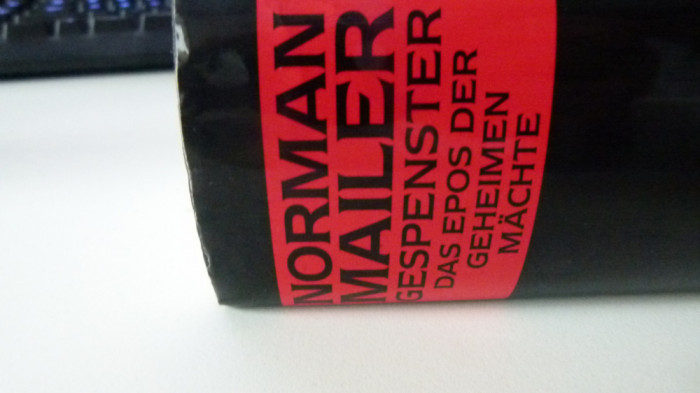 NORMAN
MAILER
GESPENSTER
DAS EPOS DER
GEHEIMEN
MÄCHTE